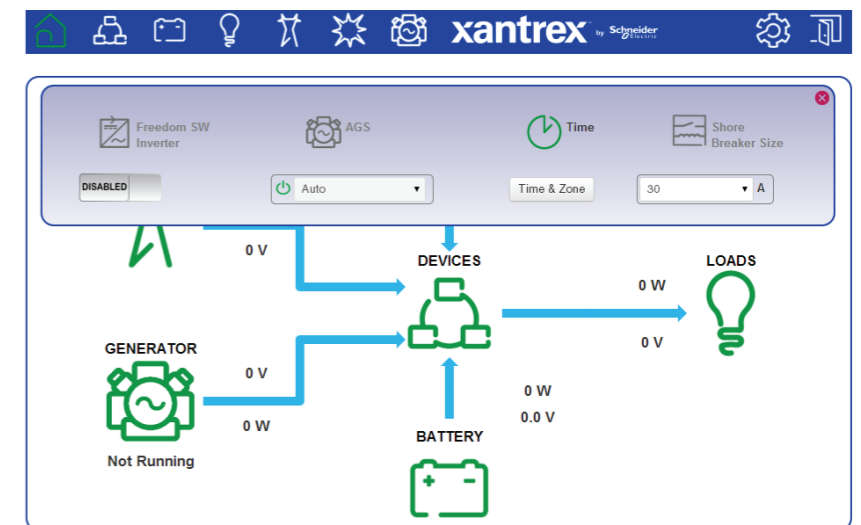 xantrex by Schneider Electric
Freedom SW
Inverter
AGS
Time
Shore
Breaker Size
DISABLED
Auto
Time & Zone
30
A
0 V
DEVICES
LOADS
0 W
0 V
GENERATOR
0 V
0 W
Not Running
0 W
0.0 V
BATTERY
+ -